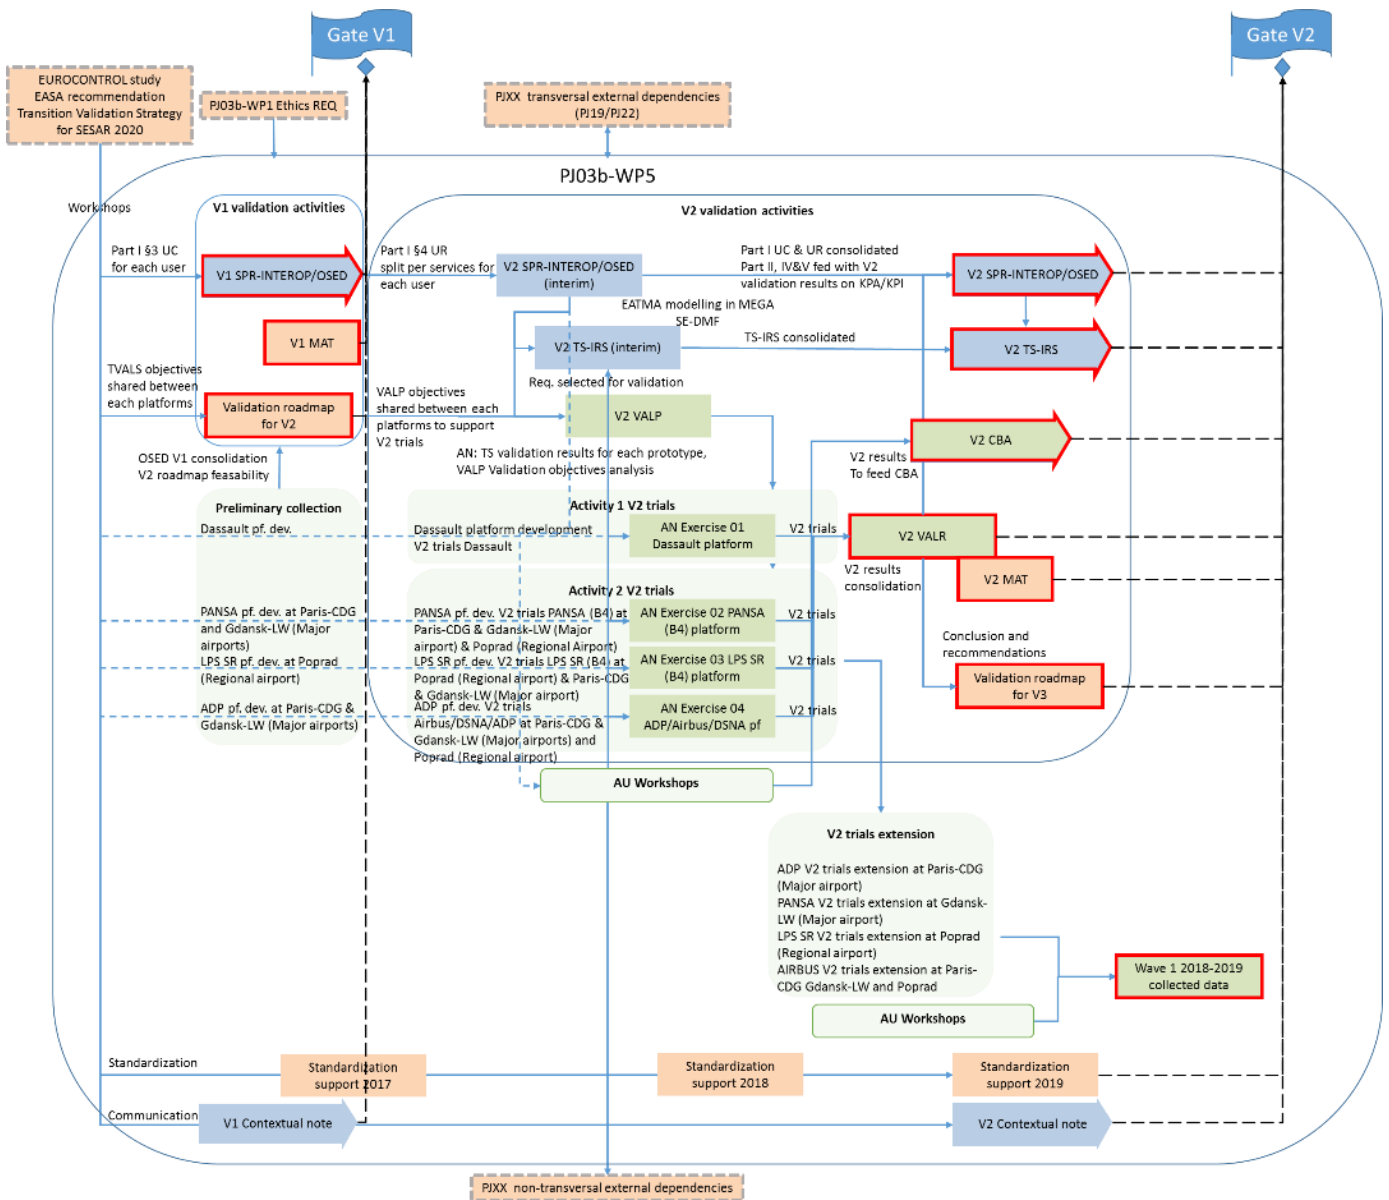 Gate V1
Gate V2
EUROCONTROL study
EASA recommendation
Transition Validation Strategy
for SESAR 2020
PJ03b-WP1 Ethics REQ
PJXX transversal external dependencies
(PJ19/PJ22)
PJ03b-WP5
Workshops
V1 validation activities
V2 validation activities
Part I §3 UC
for each user
V1 SPR-INTEROP/OSED
Part I §4 UR
split per services for
each user
V2 SPR-INTEROP/OSED
(interim)
Part I UC & UR consolidated
Part II, IV&V fed with V2
validation results on KPA/KPI
V2 SPR-INTEROP/OSED
EATMA modelling in MEGA
SE-DMF
V1 MAT
V2 TS-IRS (interim)
TS-IRS consolidated
V2 TS-IRS
TVALS objectives
shared between
each platforms
Validation roadmap
for V2
VALP objectives
shared between each
platforms to support
V2 trials
Req. selected for validation
V2 VALP
AN: TS validation results for each prototype,
VALP Validation objectives analysis
V2 CBA
V2 results
To feed CBA
OSED V1 consolidation
V2 roadmap feasability
Preliminary collection
Dassault pf. dev.
Activity 1 V2 trials
Dassault platform development
V2 trials Dassault
AN Exercise 01
Dassault platform
V2 trials
V2 VALR
V2 results
consolidation
V2 MAT
Activity 2 V2 trials
PANSA pf. dev. at Paris-CDG
and Gdansk-LW (Major
airports)
LPS SR pf. dev. at Poprad
(Regional airport)
ADP pf. dev. at Paris-CDG &
Gdansk-LW (Major airports)
PANSA pf. dev. V2 trials PANSA (B4) at
Paris-CDG & Gdansk-LW (Major
airport) & Poprad (Regional Airport)
LPS SR pf. dev. V2 trials LPS SR (B4) at
Poprad (Regional airport) & Paris-CDG
& Gdansk-LW (Major airport)
ADP pf. dev. V2 trials
Airbus/DSNA/ADP at Paris-CDG &
Gdansk-LW (Major airports) and
Poprad (Regional airport)
AN Exercise 02 PANSA
(B4) platform
V2 trials
AN Exercise 03 LPS SR
(B4) platform
V2 trials
AN Exercise 04
ADP/Airbus/DSNA pf
V2 trials
Conclusion and
recommendations
Validation roadmap
for V3
AU Workshops
V2 trials extension
ADP V2 trials extension at Paris-CDG
(Major airport)
PANSA V2 trials extension at Gdansk-
LW (Major airport)
LPS SR V2 trials extension at Poprad
(Regional airport)
AIRBUS V2 trials extension at Paris-
CDG Gdansk-LW and Poprad
Wave 1 2018-2019
collected data
AU Workshops
Standardization
Standardization
support 2017
Standardization
support 2018
Standardization
support 2019
Communication
V1 Contextual note
V2 Contextual note
PJXX non-transversal external dependencies